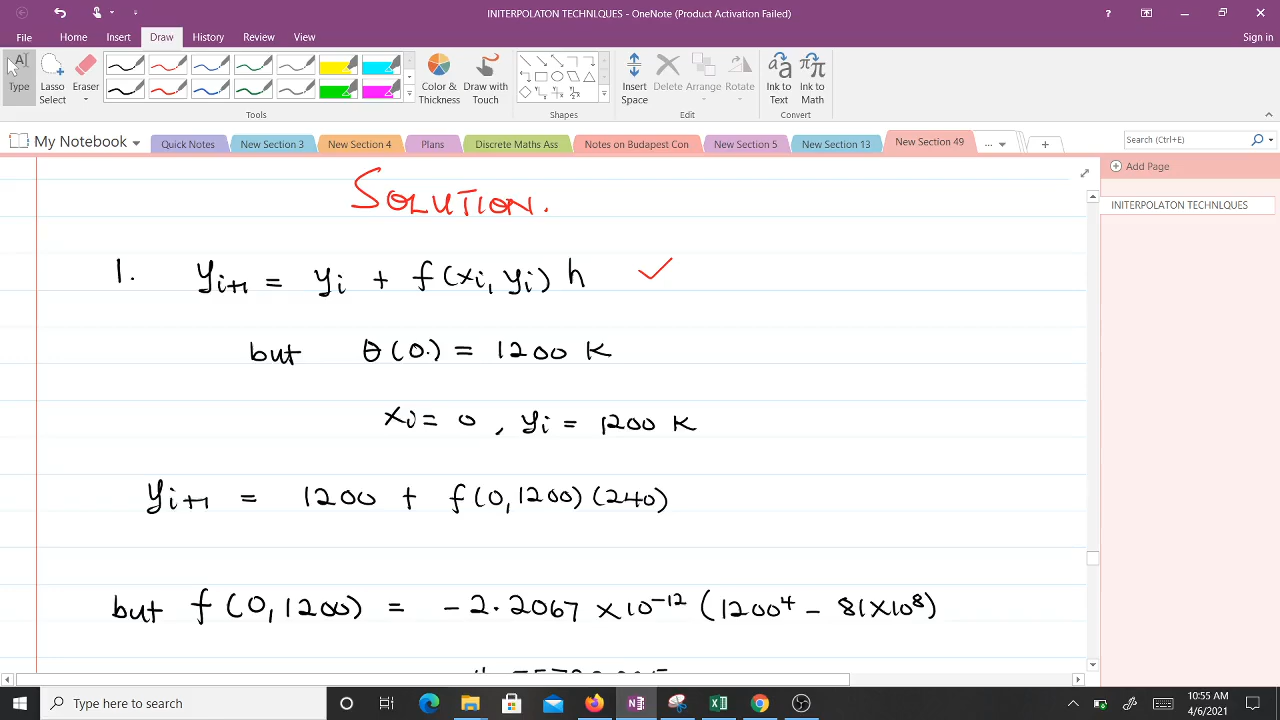 INITERPOLATON TECHNLQUES - OneNote (Product Activation Failed)
File Home Insert Draw History Review View Sign in
Type Lasso Select Eraser Color & Thickness Draw with Touch Insert Space Delete Arrange Rotate Ink to Text Ink to Math
Tools Shapes Edit Convert
My Notebook Quick Notes New Section 3 New Section 4 Plans Discrete Maths Ass Notes on Budapest Con New Section 5 New Section 13 New Section 49 ... Search (Ctrl+E)
Add Page
INITERPOLATON TECHNLQUES
SOLUTION.
1. yi+1 = yi + f(xi, yi) h ✓
but θ(0.) = 1200 K
xi = 0 , yi = 1200 K
yi+1 = 1200 + f(0,1200)(240)
but f(0,1200) = -2.2067 ×10⁻¹² (1200⁴ - 81×10⁸)
Type here to search
10:55 AM
4/6/2021